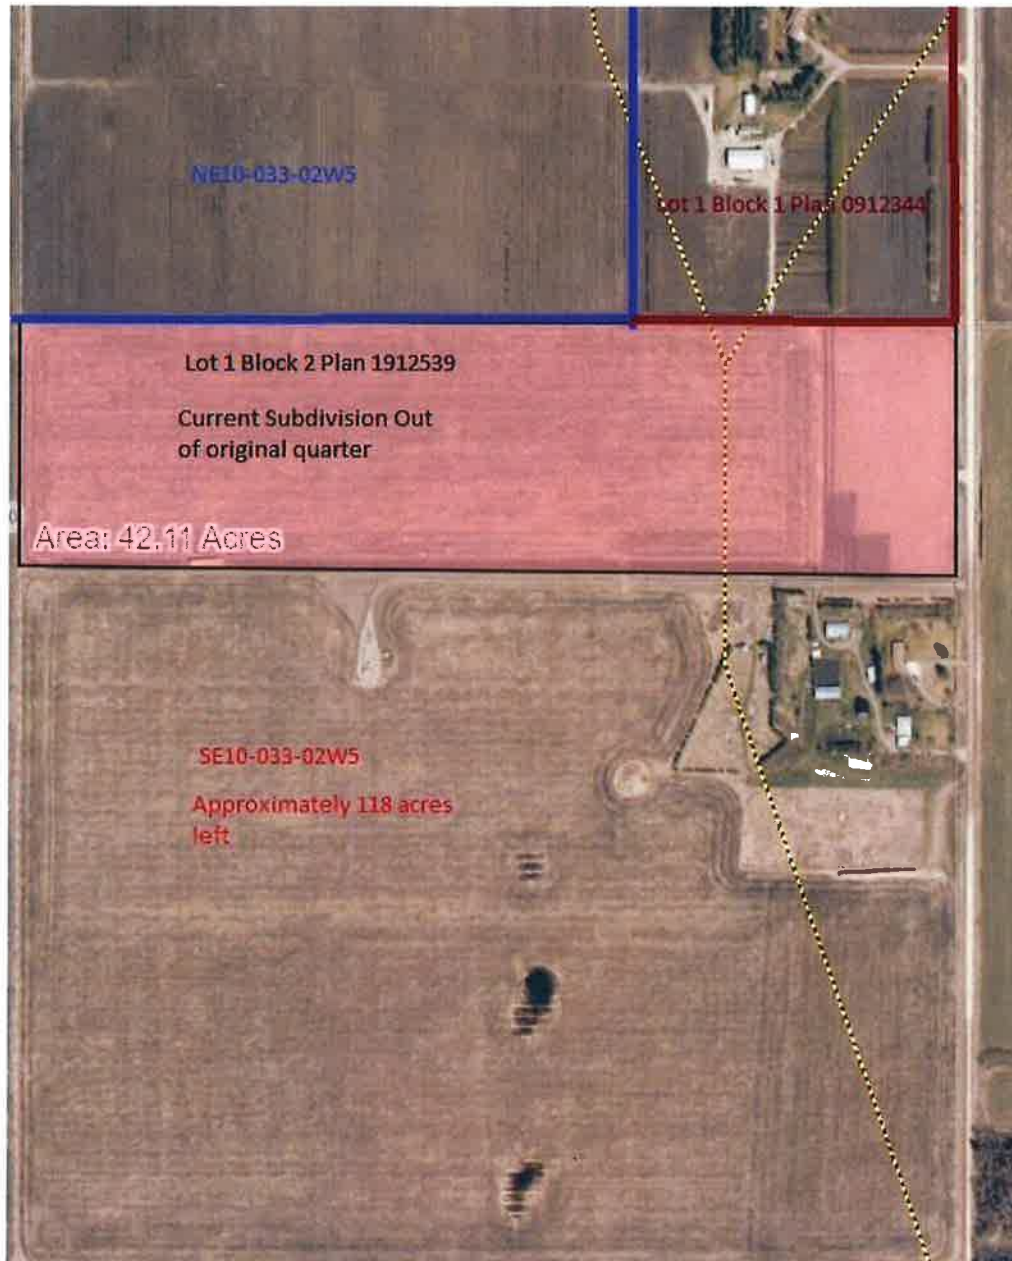 NE10-033-02W5
Lot 1 Block 1 Plan 0912344
Lot 1 Block 2 Plan 1912539
Current Subdivision Out
of original quarter
Area: 42.11 Acres
SE10-033-02W5
Approximately 118 acres
left